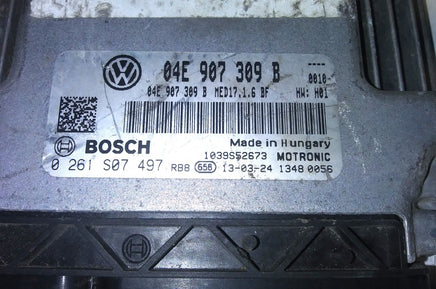 04E 907 309 B
04E 907 309 B MED17.1.6 BF
0010-
HW: H01
BOSCH
Made in Hungary
1039S52673 MOTRONIC
0 261 S07 497 RB8 658 13-03-24 1348 0056